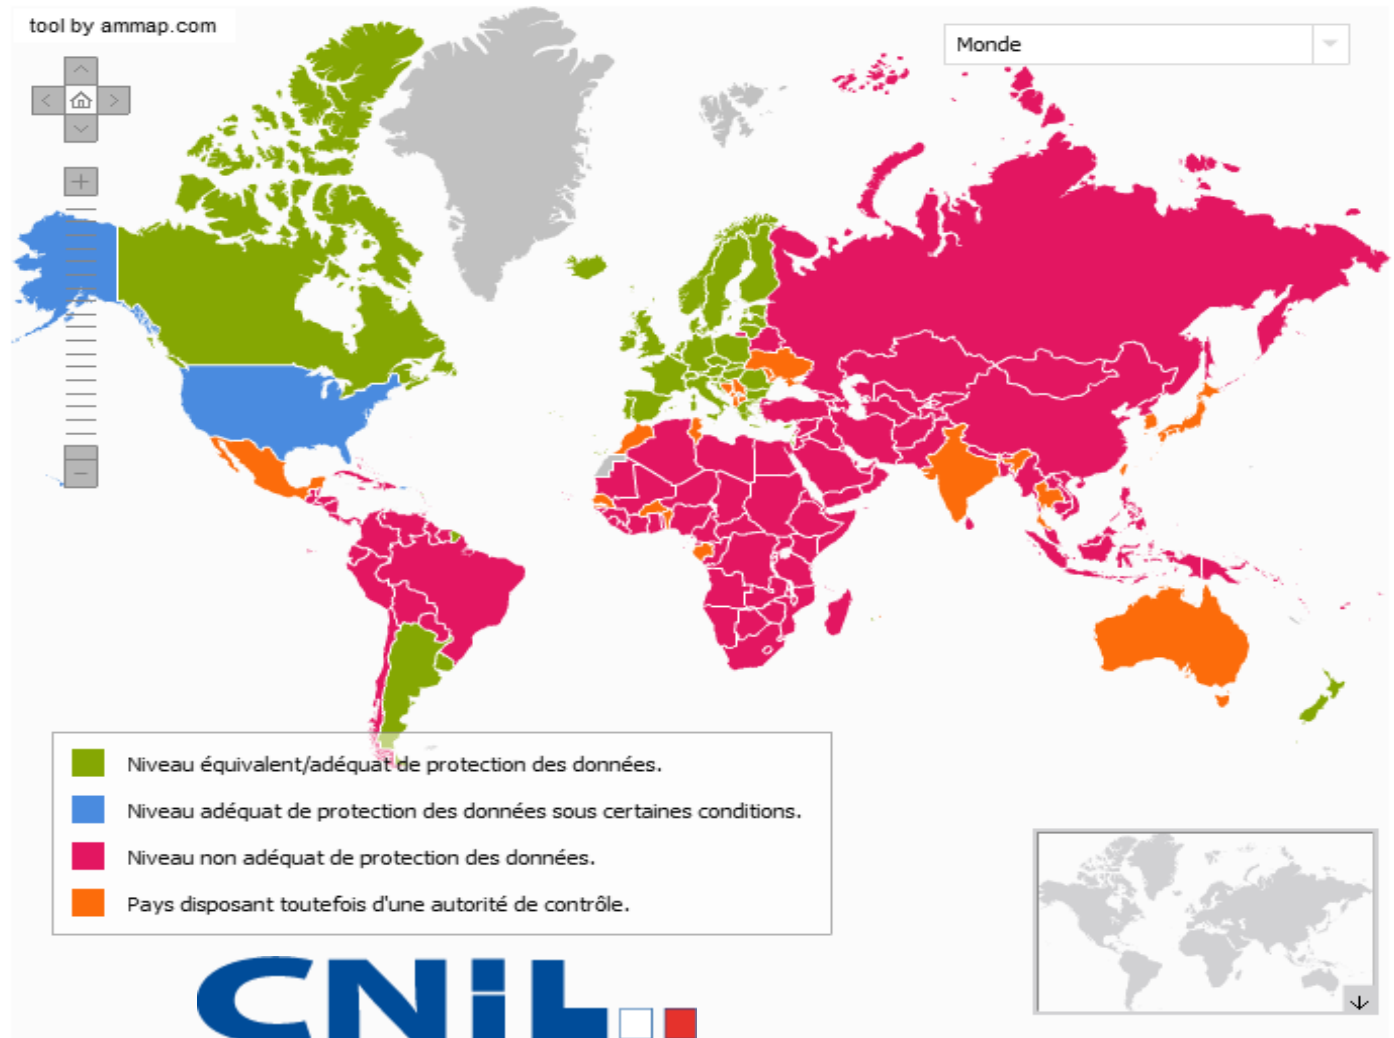 tool by ammap.com
Monde
Niveau équivalent/adéquat de protection des données.
Niveau adéquat de protection des données sous certaines conditions.
Niveau non adéquat de protection des données.
Pays disposant toutefois d'une autorité de contrôle.
CNIL